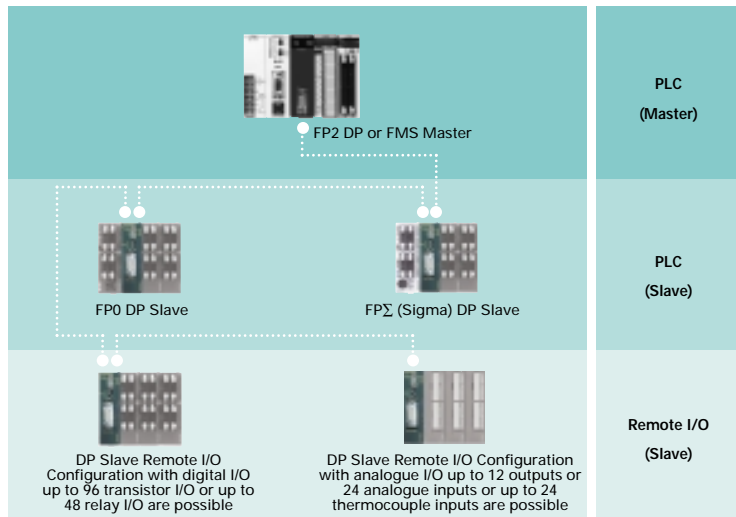 FP2 DP or FMS Master
PLC
(Master)
FP0 DP Slave
FPΣ (Sigma) DP Slave
PLC
(Slave)
DP Slave Remote I/O
Configuration with digital I/O
up to 96 transistor I/O or up to
48 relay I/O are possible
DP Slave Remote I/O Configuration
with analogue I/O up to 12 outputs or
24 analogue inputs or up to 24
thermocouple inputs are possible
Remote I/O
(Slave)